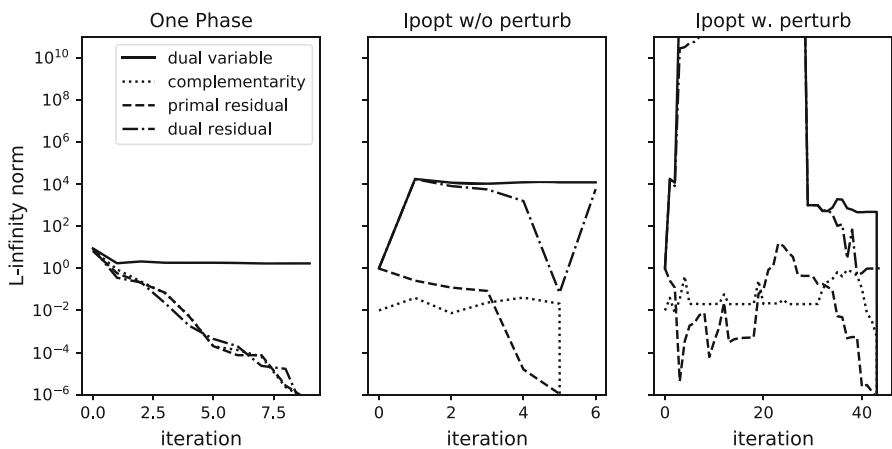 One Phase
Ipopt w/o perturb
Ipopt w. perturb
dual variable
complementarity
primal residual
dual residual
L-infinity norm
10^10
10^8
10^6
10^4
10^2
10^0
10^−2
10^−4
10^−6
0.0 2.5 5.0 7.5
0 2 4 6
0 20 40
iteration
iteration
iteration